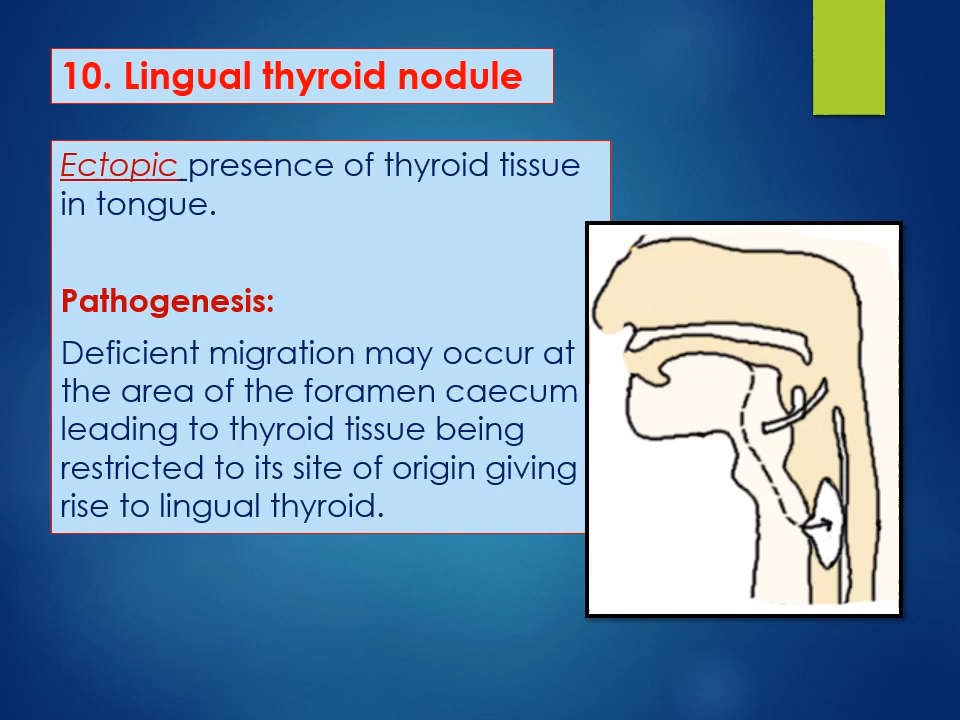 10. Lingual thyroid nodule
Ectopic presence of thyroid tissue
in tongue.
Pathogenesis:
Deficient migration may occur at
the area of the foramen caecum
leading to thyroid tissue being
restricted to its site of origin giving
rise to lingual thyroid.